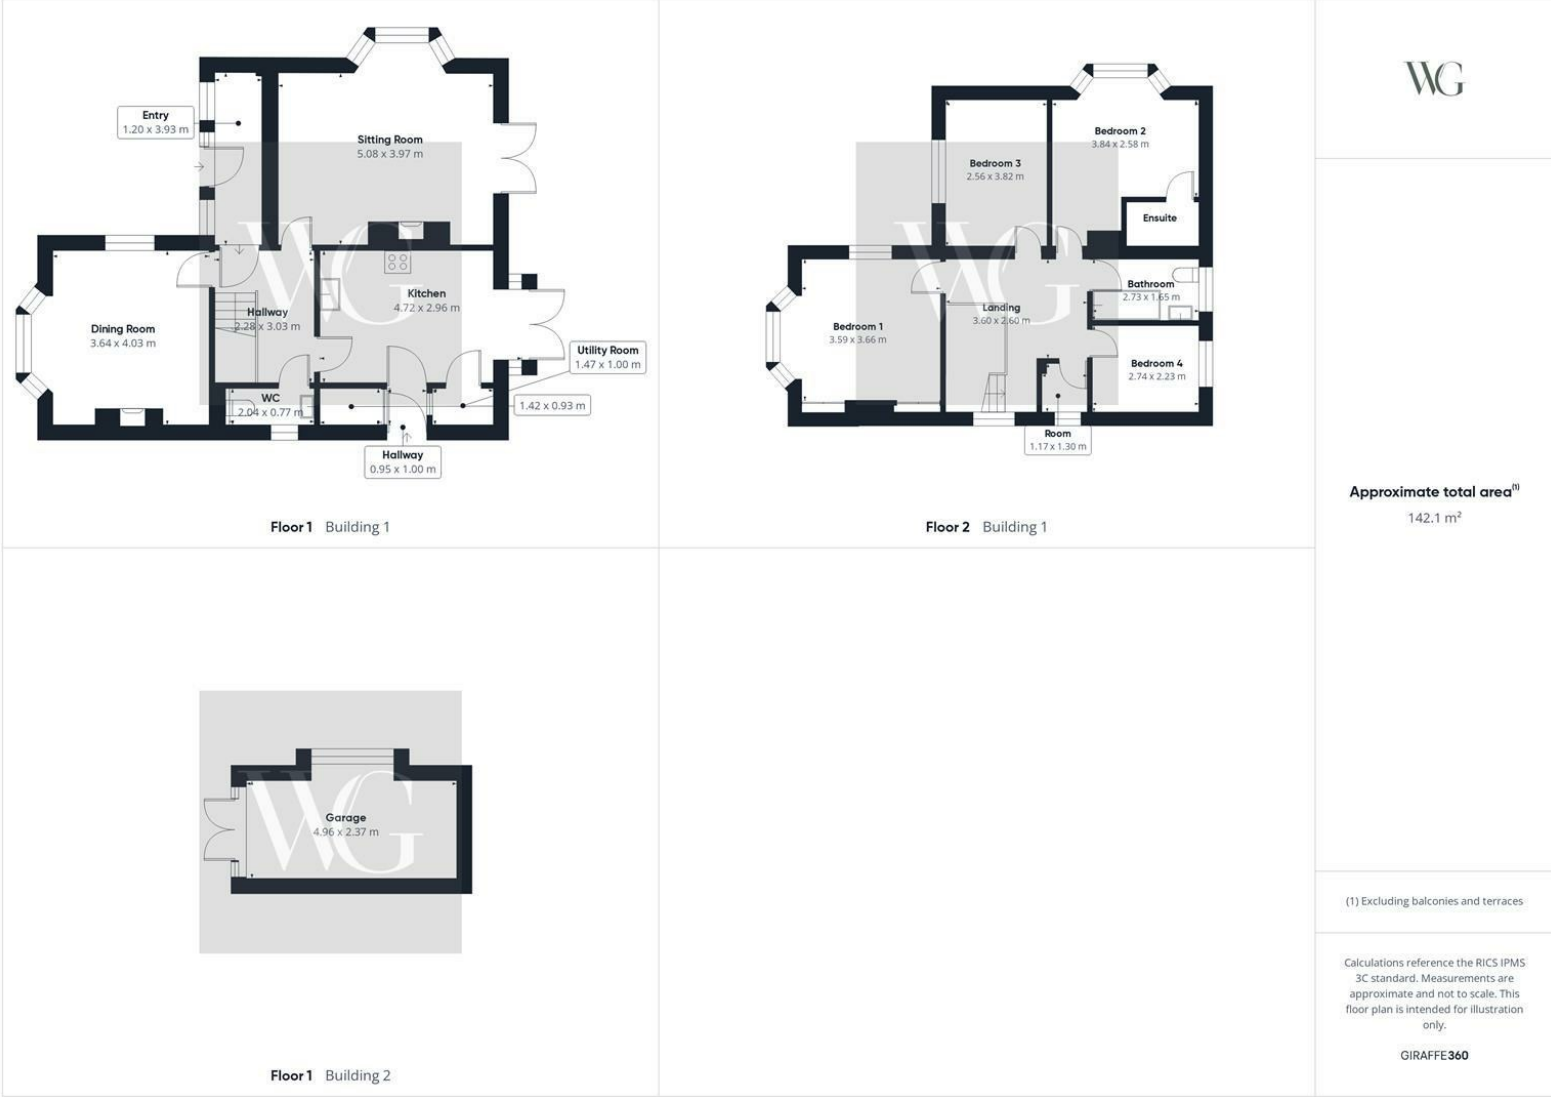 Entry
1.20 x 3.93 m
Sitting Room
5.08 x 3.97 m
Dining Room
3.64 x 4.03 m
Hallway
2.28 x 3.03 m
Kitchen
4.72 x 2.96 m
Utility Room
1.47 x 1.00 m
WC
2.04 x 0.77 m
1.42 x 0.93 m
Hallway
0.95 x 1.00 m
WG
Floor 1 Building 1
Bedroom 2
3.84 x 2.58 m
Bedroom 3
2.56 x 3.82 m
Ensuite
Bathroom
2.73 x 1.65 m
Landing
3.60 x 2.60 m
Bedroom 1
3.59 x 3.66 m
Bedroom 4
2.74 x 2.23 m
Room
1.17 x 1.30 m
WG
Floor 2 Building 1
Garage
4.96 x 2.37 m
WG
Floor 1 Building 2
WG
Approximate total area(1)
142.1 m²
(1) Excluding balconies and terraces
Calculations reference the RICS IPMS
3C standard. Measurements are
approximate and not to scale. This
floor plan is intended for illustration
only.
GIRAFFE360